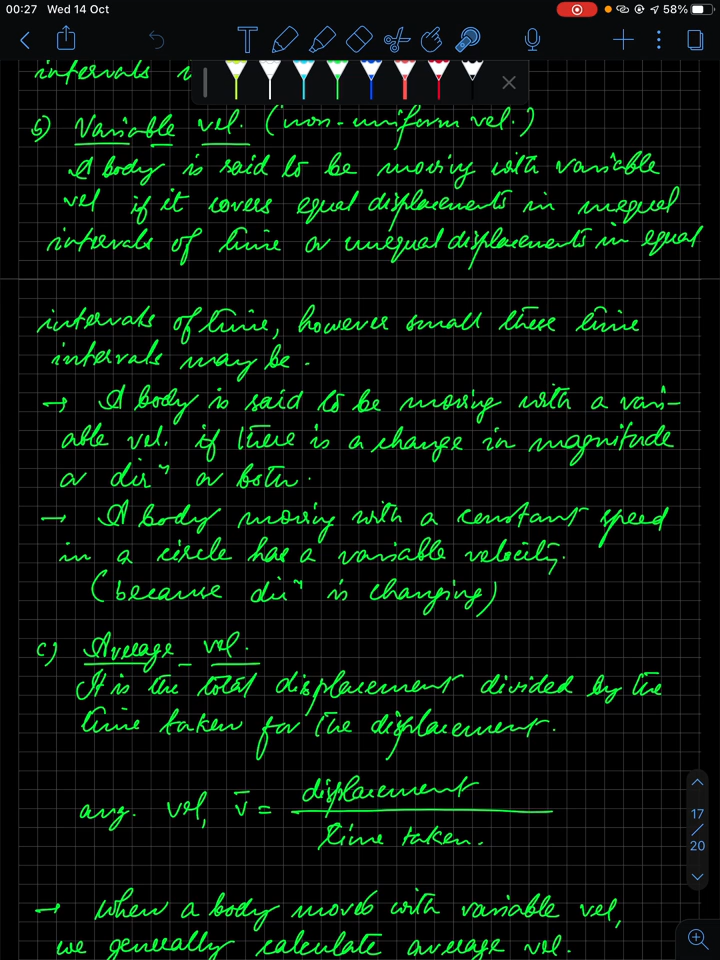 00:27 Wed 14 Oct
58%
intervals
b) Variable vel. (non-uniform vel.)
A body is said to be moving with variable
vel if it covers equal displacements in unequal
intervals of time or unequal displacements in equal
intervals of time, however small these time
intervals may be.
→ A body is said to be moving with a vari-
able vel. if there is a change in magnitude
or dirⁿ or both.
→ A body moving with a constant speed
in a circle has a variable velocity.
(because dirⁿ is changing)
c) Average vel.
It is the total displacement divided by the
time taken for the displacement.
avg. vel, v̅ = displacement
time taken.
17
/
20
→ When a body moves with variable vel,
we generally calculate average vel.